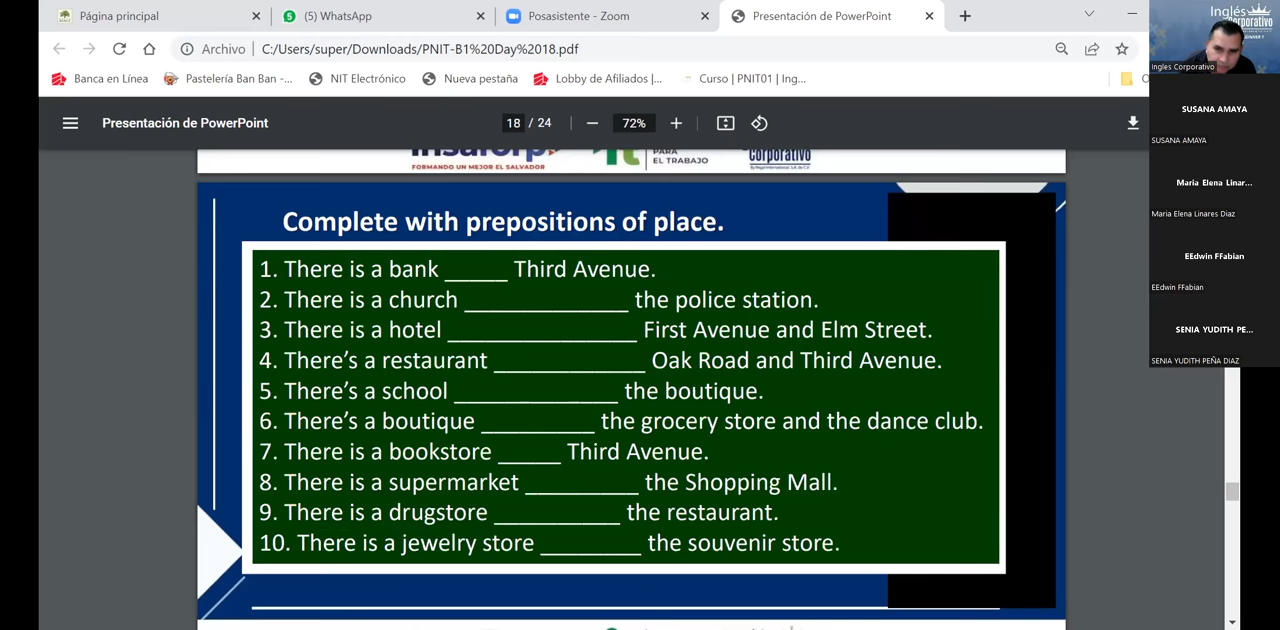 Página principal
(5) WhatsApp
Posasistente - Zoom
Presentación de PowerPoint
Archivo C:/Users/super/Downloads/PNIT-B1%20Day%2018.pdf
Banca en Línea
Pastelería Ban Ban -...
NIT Electrónico
Nueva pestaña
Lobby de Afiliados |...
Curso | PNIT01 | Ing...
Presentación de PowerPoint
18 / 24
72%
FORMANDO UN MEJOR EL SALVADOR
PARA
EL TRABAJO
Corporativo
Complete with prepositions of place.
1. There is a bank _____ Third Avenue.
2. There is a church _____________ the police station.
3. There is a hotel _______________ First Avenue and Elm Street.
4. There's a restaurant ____________ Oak Road and Third Avenue.
5. There's a school _____________ the boutique.
6. There's a boutique _________ the grocery store and the dance club.
7. There is a bookstore _____ Third Avenue.
8. There is a supermarket _________ the Shopping Mall.
9. There is a drugstore __________ the restaurant.
10. There is a jewelry store ________ the souvenir store.
Inglés
Corporativo
Ingles Corporativo
SUSANA AMAYA
SUSANA AMAYA
Maria Elena Linar...
Maria Elena Linares Diaz
EEdwin FFabian
EEdwin FFabian
SENIA YUDITH PE...
SENIA YUDITH PEÑA DIAZ